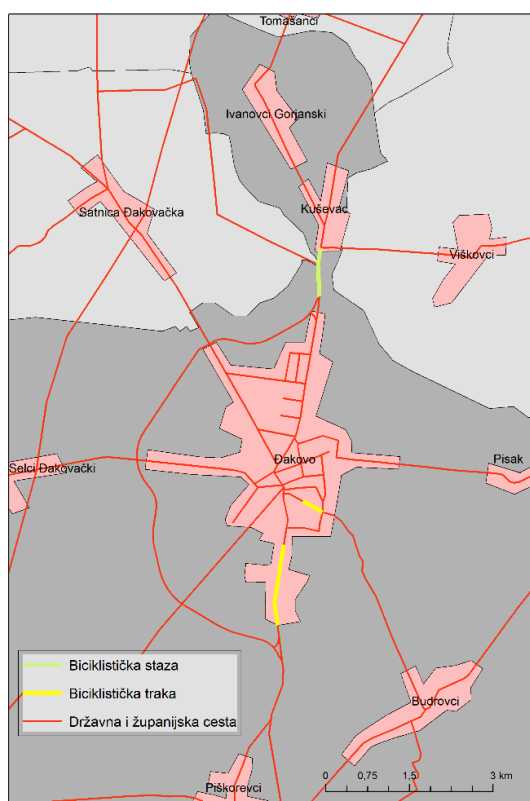 Tomašanci
Ivanovci Gorjanski
Kuševac
Satnica Đakovačka
Viškovci
Đakovo
Selci Đakovački
Pisak
Biciklistička staza
Biciklistička traka
Državna i županijska cesta
Budrovci
Piškorevci
0 0,75 1,5 3 km